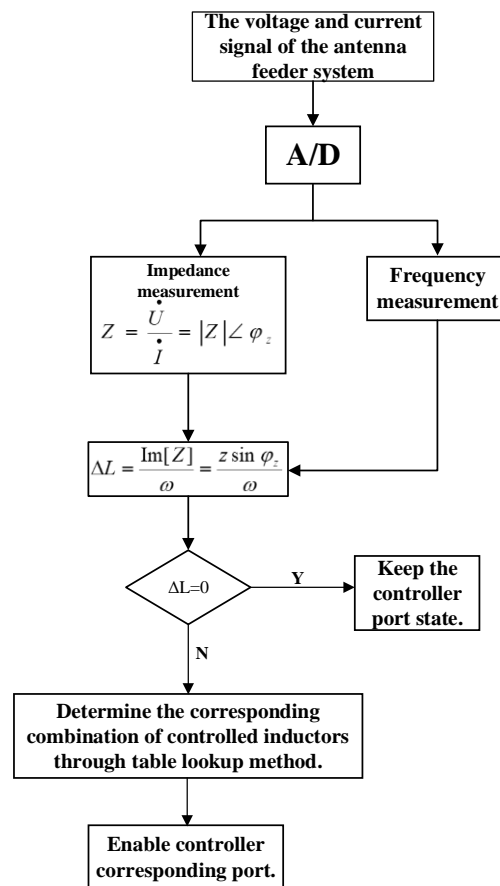 The voltage and current
signal of the antenna
feeder system
A/D
Impedance
measurement
Z = U̇ / İ = |Z|∠ φ_z
Frequency
measurement
ΔL = Im[Z] / ω = z sin φ_z / ω
ΔL=0
Y
Keep the
controller
port state.
N
Determine the corresponding
combination of controlled inductors
through table lookup method.
Enable controller
corresponding port.